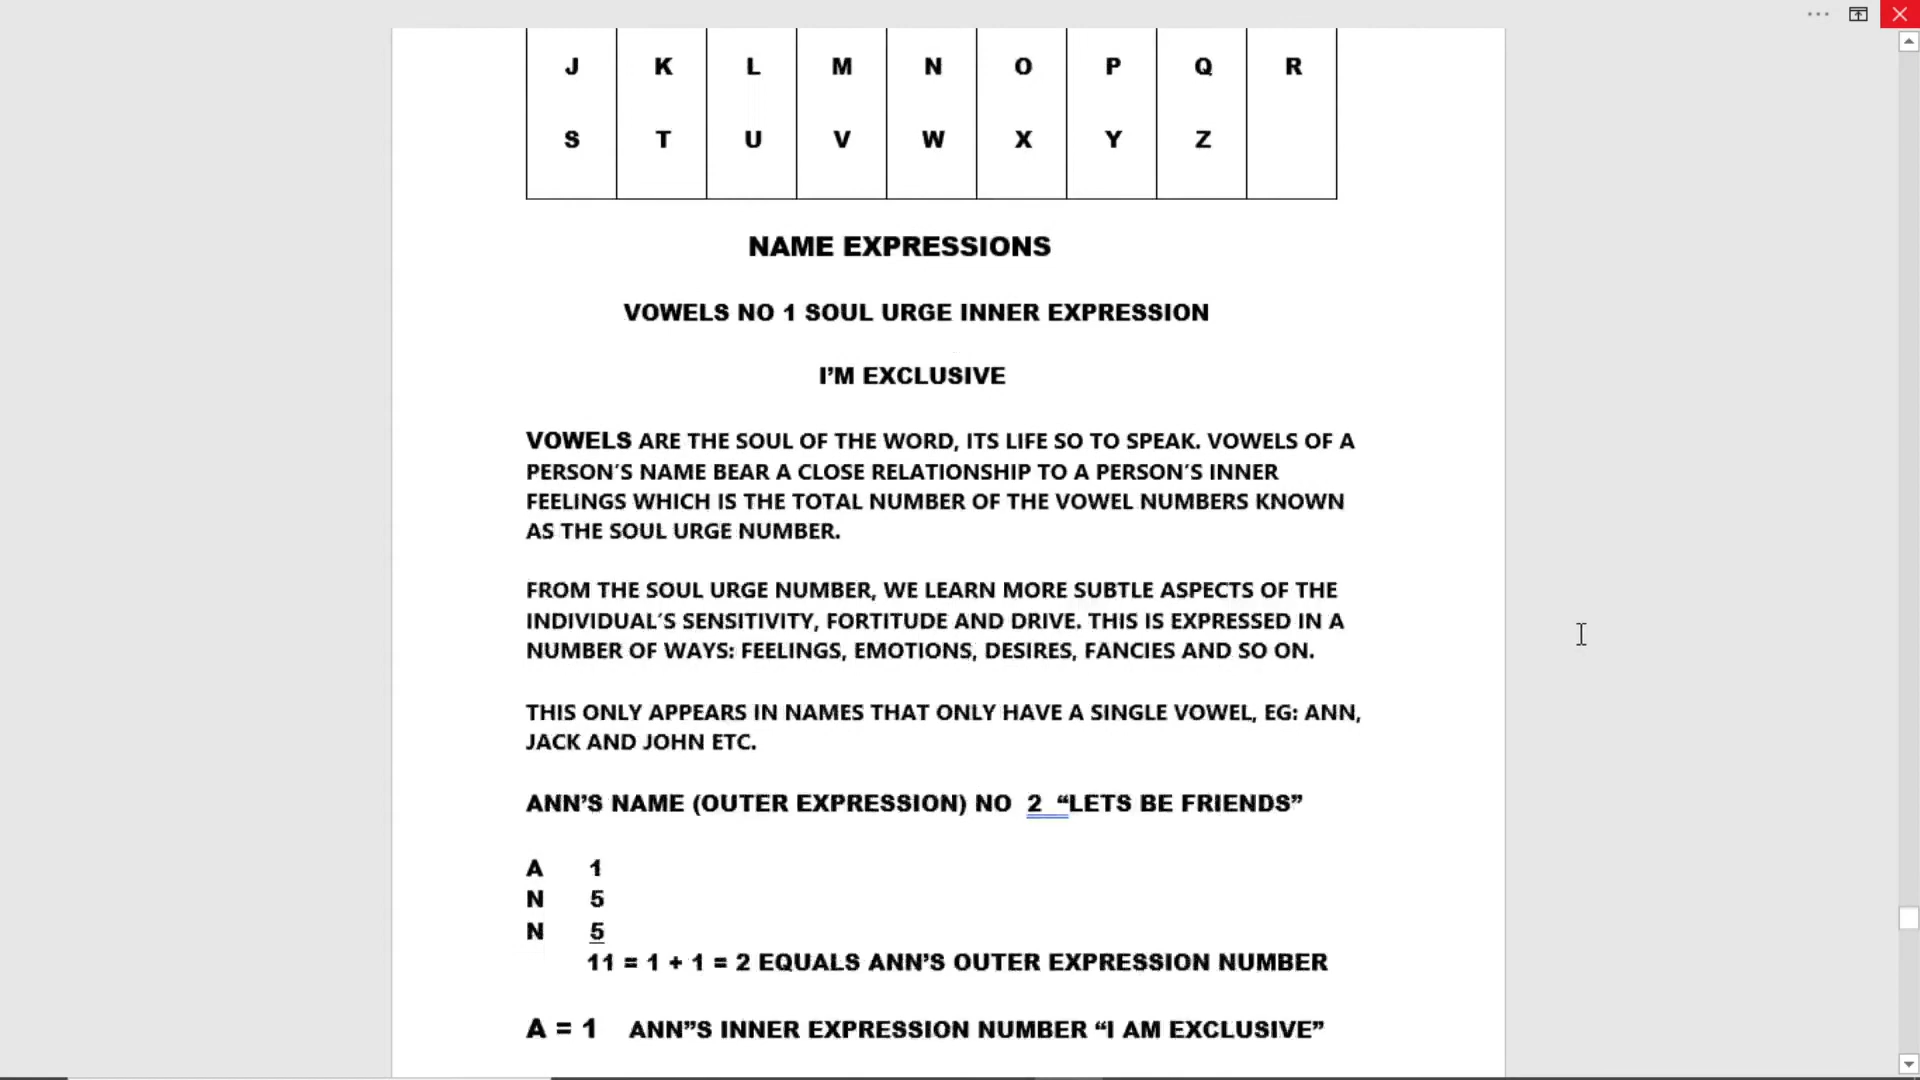 J K L M N O P Q R
S T U V W X Y Z
NAME EXPRESSIONS
VOWELS NO 1 SOUL URGE INNER EXPRESSION
I’M EXCLUSIVE
VOWELS ARE THE SOUL OF THE WORD, ITS LIFE SO TO SPEAK. VOWELS OF A
PERSON’S NAME BEAR A CLOSE RELATIONSHIP TO A PERSON’S INNER
FEELINGS WHICH IS THE TOTAL NUMBER OF THE VOWEL NUMBERS KNOWN
AS THE SOUL URGE NUMBER.
FROM THE SOUL URGE NUMBER, WE LEARN MORE SUBTLE ASPECTS OF THE
INDIVIDUAL’S SENSITIVITY, FORTITUDE AND DRIVE. THIS IS EXPRESSED IN A
NUMBER OF WAYS: FEELINGS, EMOTIONS, DESIRES, FANCIES AND SO ON.
THIS ONLY APPEARS IN NAMES THAT ONLY HAVE A SINGLE VOWEL, EG: ANN,
JACK AND JOHN ETC.
ANN’S NAME (OUTER EXPRESSION) NO 2 “LETS BE FRIENDS”
A 1
N 5
N 5
11 = 1 + 1 = 2 EQUALS ANN’S OUTER EXPRESSION NUMBER
A = 1 ANN”S INNER EXPRESSION NUMBER “I AM EXCLUSIVE”